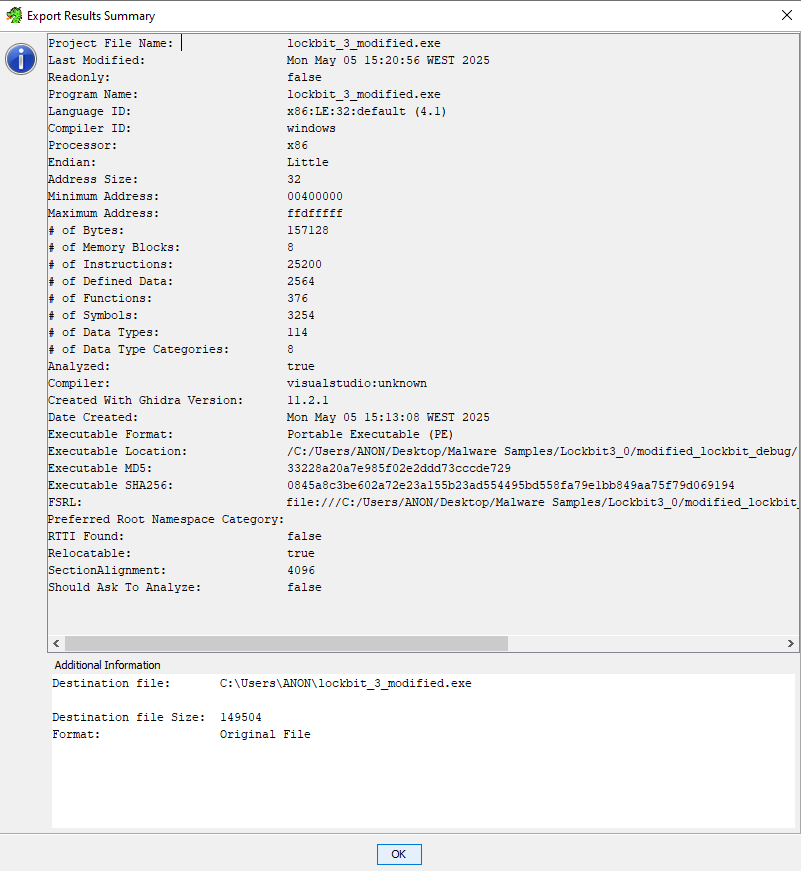 Export Results Summary
Project File Name: lockbit_3_modified.exe
Last Modified: Mon May 05 15:20:56 WEST 2025
Readonly: false
Program Name: lockbit_3_modified.exe
Language ID: x86:LE:32:default (4.1)
Compiler ID: windows
Processor: x86
Endian: Little
Address Size: 32
Minimum Address: 00400000
Maximum Address: ffdfffff
# of Bytes: 157128
# of Memory Blocks: 8
# of Instructions: 25200
# of Defined Data: 2564
# of Functions: 376
# of Symbols: 3254
# of Data Types: 114
# of Data Type Categories: 8
Analyzed: true
Compiler: visualstudio:unknown
Created With Ghidra Version: 11.2.1
Date Created: Mon May 05 15:13:08 WEST 2025
Executable Format: Portable Executable (PE)
Executable Location: /C:/Users/ANON/Desktop/Malware Samples/Lockbit3_0/modified_lockbit_debug/
Executable MD5: 33228a20a7e985f02e2ddd73cccde729
Executable SHA256: 0845a8c3be602a72e23a155b23ad554495bd558fa79e1bb849aa75f79d069194
FSRL: file:///C:/Users/ANON/Desktop/Malware Samples/Lockbit3_0/modified_lockbit_
Preferred Root Namespace Category:
RTTI Found: false
Relocatable: true
SectionAlignment: 4096
Should Ask To Analyze: false
Additional Information
Destination file: C:\Users\ANON\lockbit_3_modified.exe
Destination file Size: 149504
Format: Original File
OK